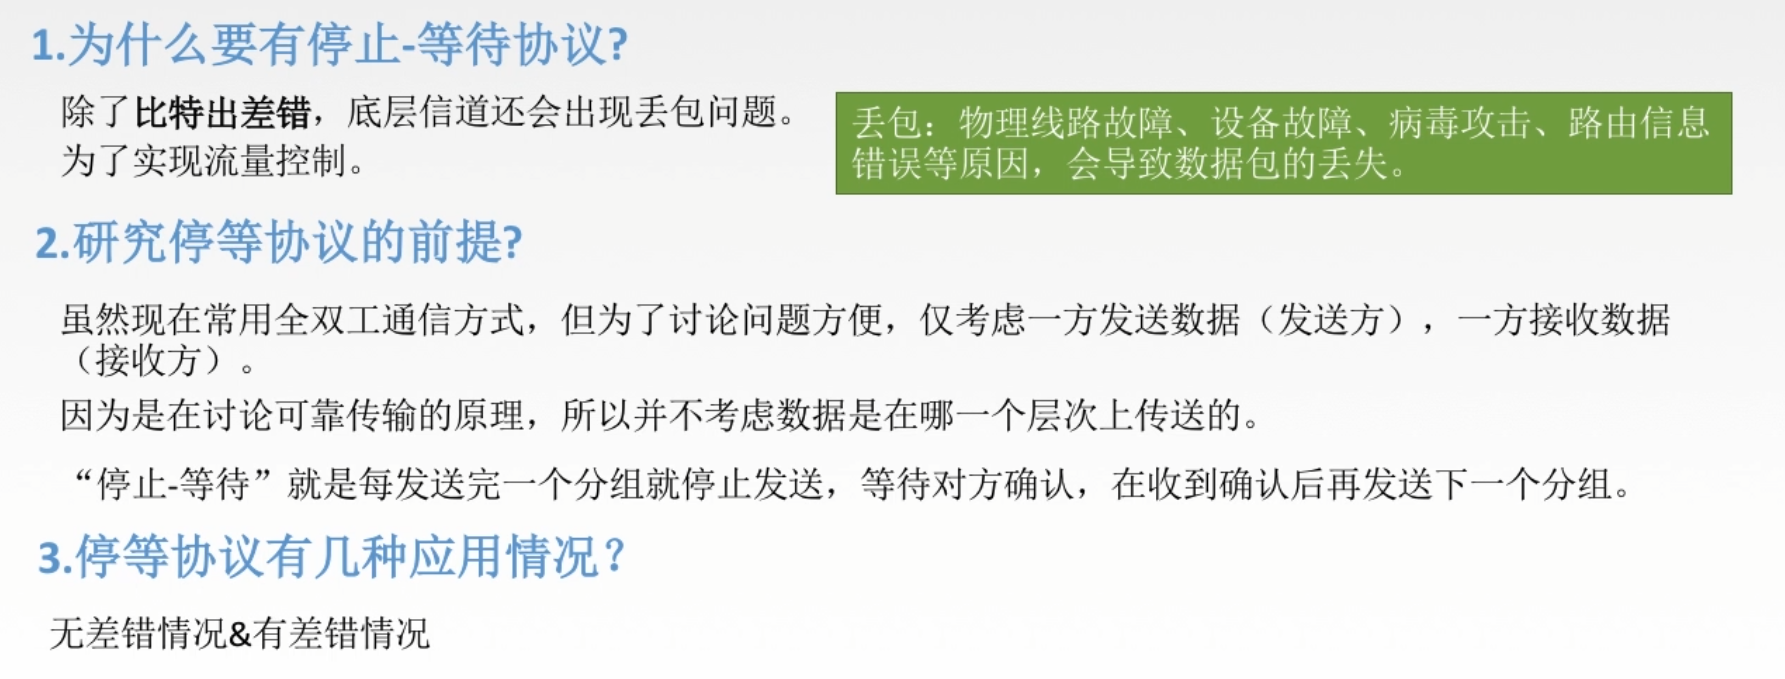 1.为什么要有停止-等待协议?
除了比特出差错，底层信道还会出现丢包问题。
为了实现流量控制。
丢包：物理线路故障、设备故障、病毒攻击、路由信息
错误等原因，会导致数据包的丢失。
2.研究停等协议的前提?
虽然现在常用全双工通信方式，但为了讨论问题方便，仅考虑一方发送数据（发送方），一方接收数据
（接收方）。
因为是在讨论可靠传输的原理，所以并不考虑数据是在哪一个层次上传送的。
“停止-等待”就是每发送完一个分组就停止发送，等待对方确认，在收到确认后再发送下一个分组。
3.停等协议有几种应用情况？
无差错情况&有差错情况